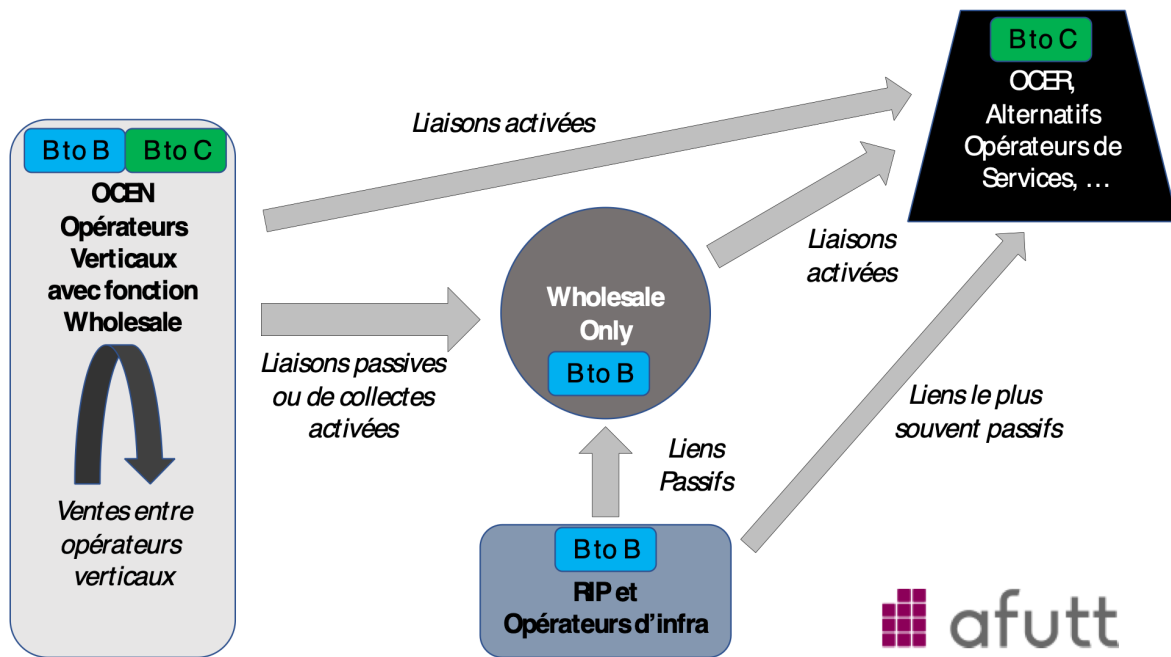 B to B B to C
OCEN
Opérateurs
Verticaux
avec fonction
Wholesale
Ventes entre
opérateurs
verticaux
Liaisons activées
Liaisons passives
ou de collectes
activées
Wholesale
Only
B to B
Liens
Passifs
B to B
RIP et
Opérateurs d’infra
Liaisons
activées
Liens le plus
souvent passifs
B to C
OCER,
Alternatifs
Opérateurs de
Services, …
afutt